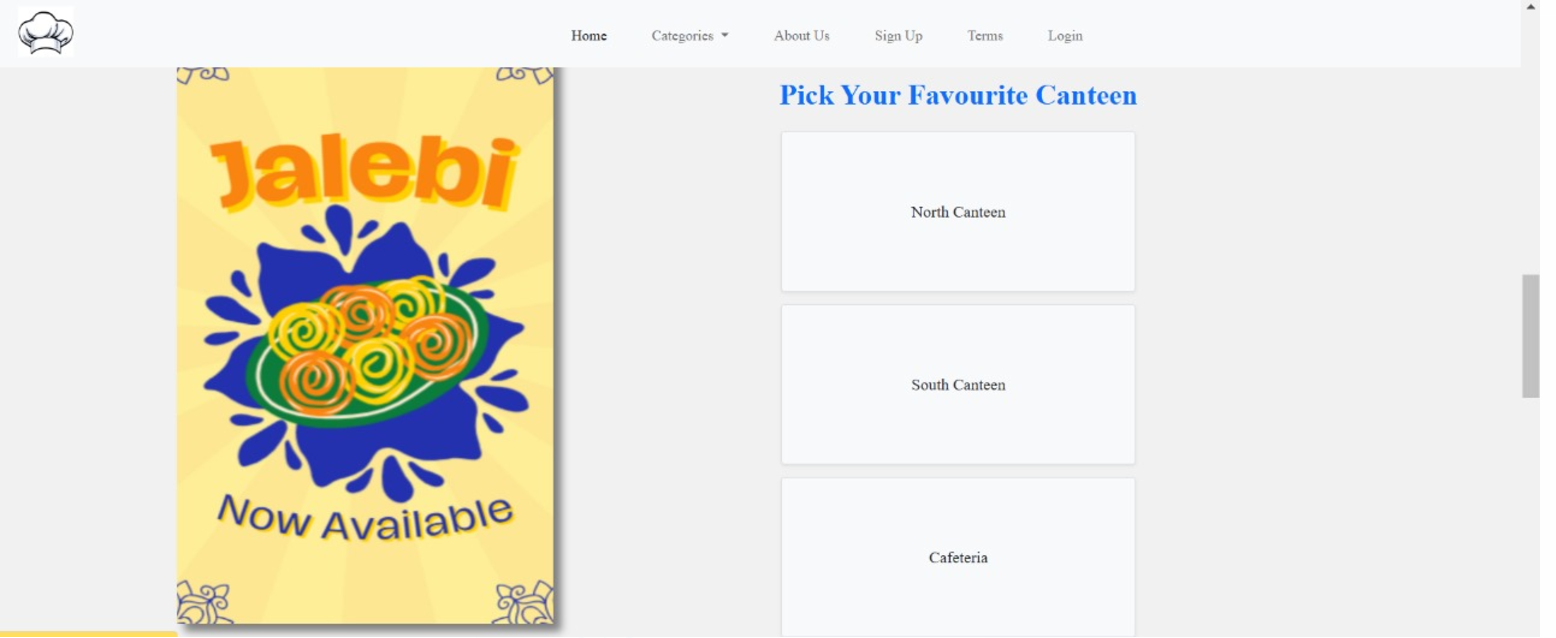 Home Categories About Us Sign Up Terms Login
Jalebi
Now Available
Pick Your Favourite Canteen
North Canteen
South Canteen
Cafeteria